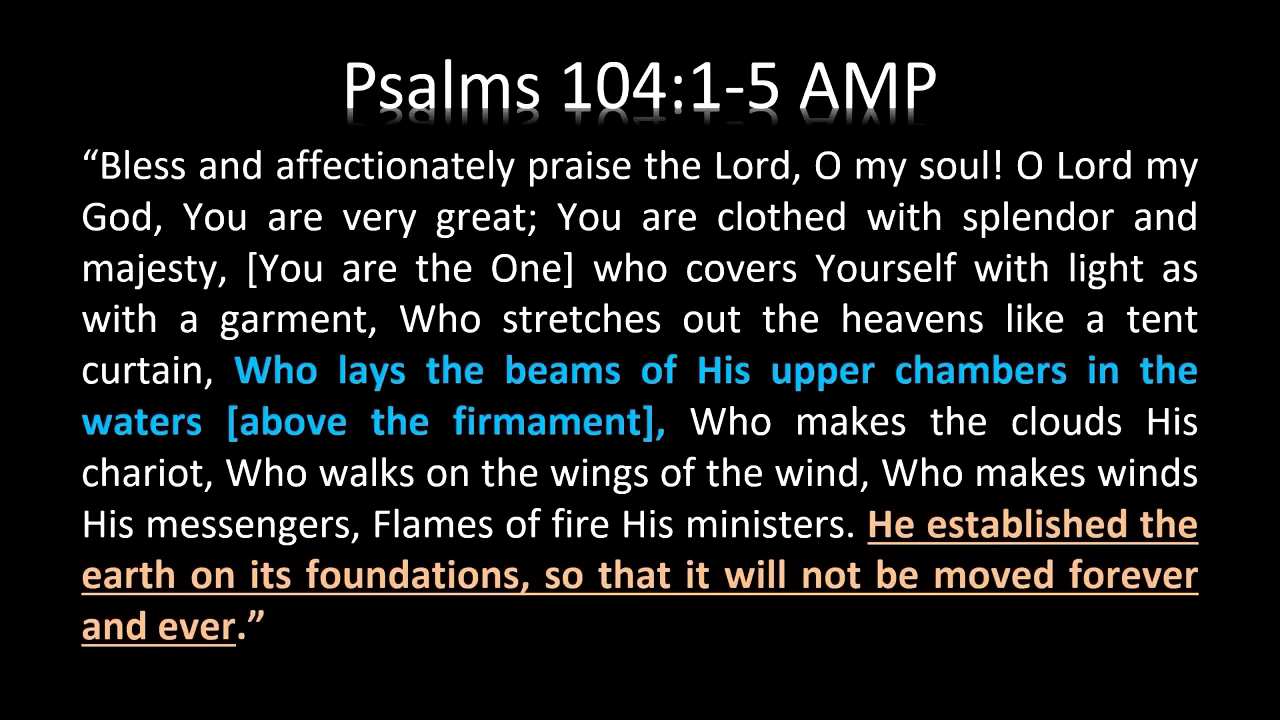 Psalms 104:1-5 AMP
“Bless and affectionately praise the Lord, O my soul! O Lord my
God, You are very great; You are clothed with splendor and
majesty, [You are the One] who covers Yourself with light as
with a garment, Who stretches out the heavens like a tent
curtain, Who lays the beams of His upper chambers in the
waters [above the firmament], Who makes the clouds His
chariot, Who walks on the wings of the wind, Who makes winds
His messengers, Flames of fire His ministers. He established the
earth on its foundations, so that it will not be moved forever
and ever.”